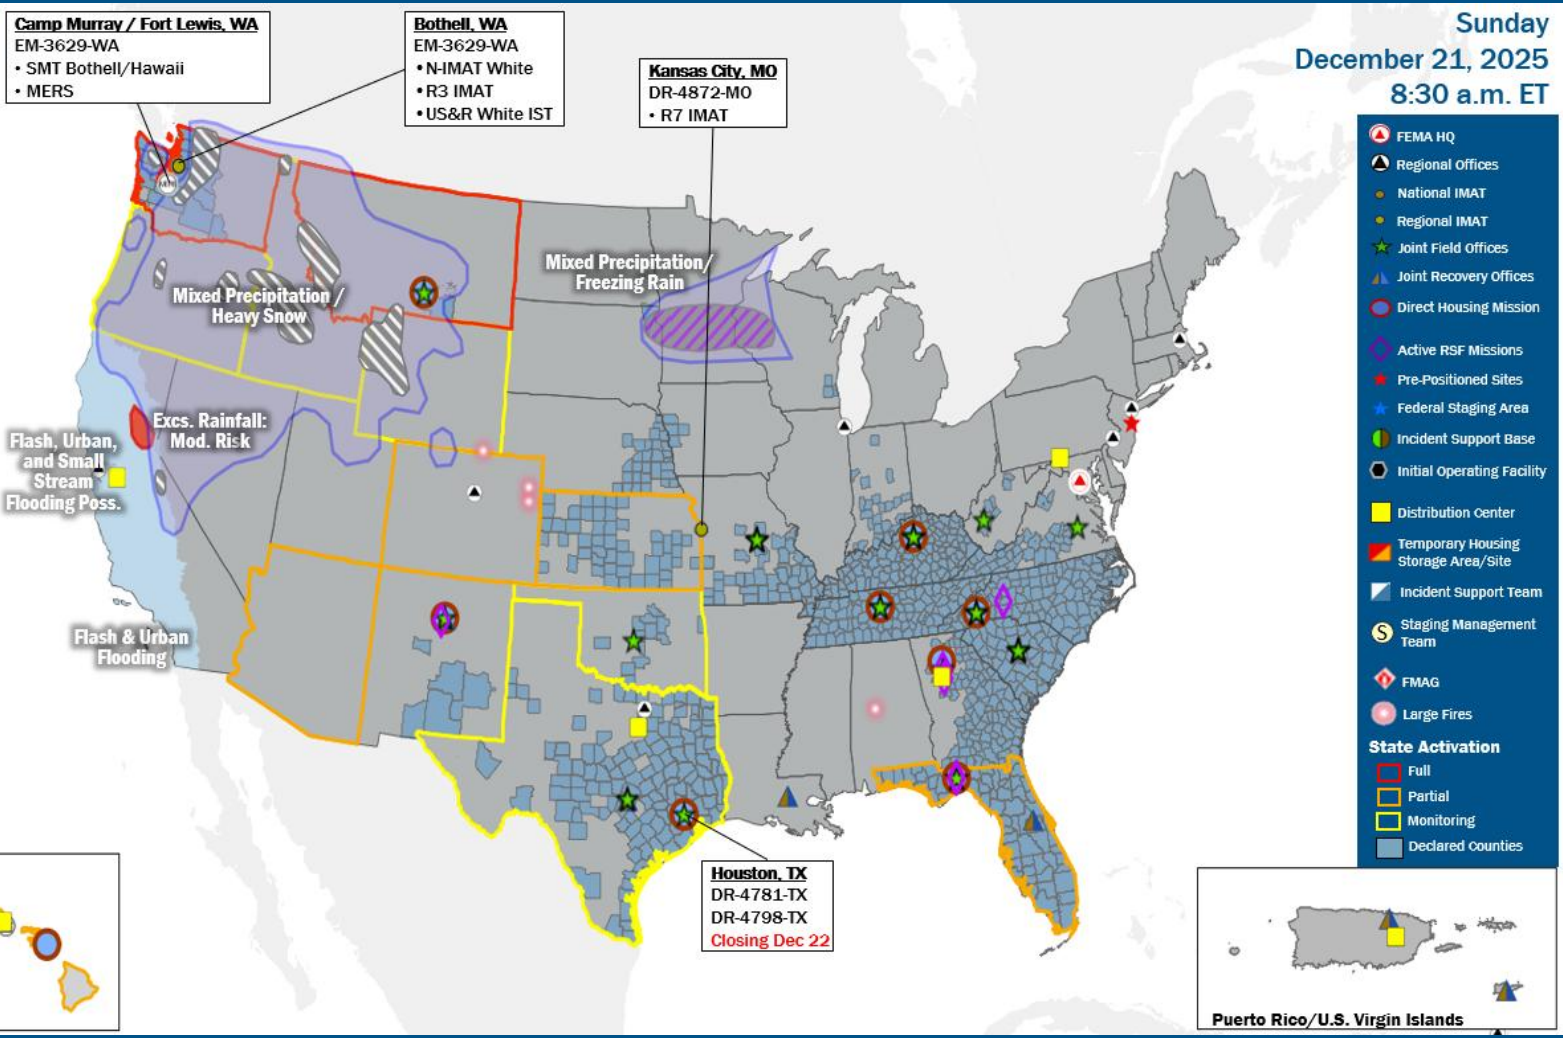 Camp Murray / Fort Lewis, WA
EM-3629-WA
• SMT Bothell/Hawaii
• MERS
Bothell, WA
EM-3629-WA
• N-IMAT White
• R3 IMAT
• US&R White IST
Kansas City, MO
DR-4872-MO
• R7 IMAT
Sunday
December 21, 2025
8:30 a.m. ET
FEMA HQ
Regional Offices
National IMAT
Regional IMAT
Joint Field Offices
Joint Recovery Offices
Direct Housing Mission
Active RSF Missions
Pre-Positioned Sites
Federal Staging Area
Incident Support Base
Initial Operating Facility
Distribution Center
Temporary Housing
Storage Area/Site
Incident Support Team
S
Staging Management
Team
FMAG
Large Fires
State Activation
Full
Partial
Monitoring
Declared Counties
Mixed Precipitation /
Heavy Snow
Mixed Precipitation/
Freezing Rain
Excs. Rainfall:
Mod. Risk
Flash, Urban,
and Small
Stream
Flooding Poss.
Flash & Urban
Flooding
Houston, TX
DR-4781-TX
DR-4798-TX
Closing Dec 22
Puerto Rico/U.S. Virgin Islands